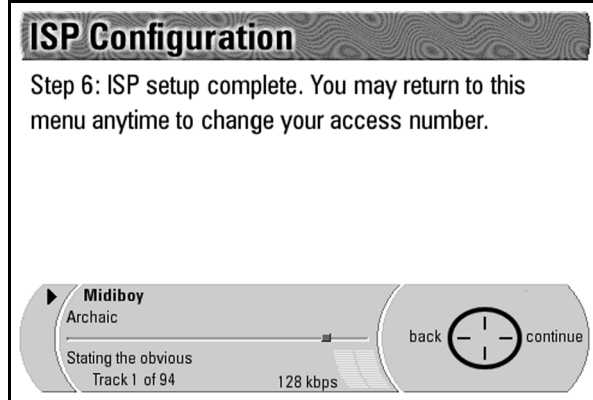 ISP Configuration
Step 6: ISP setup complete. You may return to this
menu anytime to change your access number.
Midiboy
Archaic
back
continue
Stating the obvious
Track 1 of 94
128 kbps